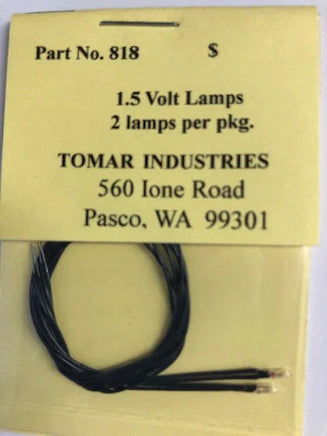 Part No. 818 $
1.5 Volt Lamps
2 lamps per pkg.
TOMAR INDUSTRIES
560 Ione Road
Pasco, WA 99301